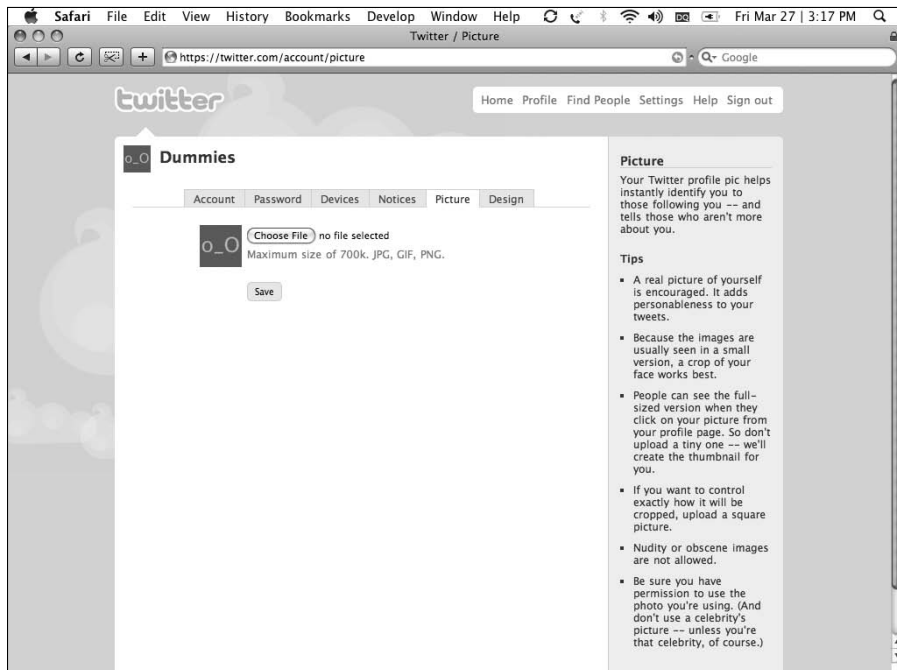 Safari File Edit View History Bookmarks Develop Window Help Fri Mar 27 | 3:17 PM
Twitter / Picture
https://twitter.com/account/picture
Google
twitter
Home Profile Find People Settings Help Sign out
o_O Dummies
Account Password Devices Notices Picture Design
o_O
Choose File no file selected
Maximum size of 700k. JPG, GIF, PNG.
Save
Picture
Your Twitter profile pic helps
instantly identify you to
those following you -- and
tells those who aren't more
about you.
Tips
▪ A real picture of yourself
is encouraged. It adds
personableness to your
tweets.
▪ Because the images are
usually seen in a small
version, a crop of your
face works best.
▪ People can see the full-
sized version when they
click on your picture from
your profile page. So don't
upload a tiny one -- we'll
create the thumbnail for
you.
▪ If you want to control
exactly how it will be
cropped, upload a square
picture.
▪ Nudity or obscene images
are not allowed.
▪ Be sure you have
permission to use the
photo you're using. (And
don't use a celebrity's
picture -- unless you're
that celebrity, of course.)